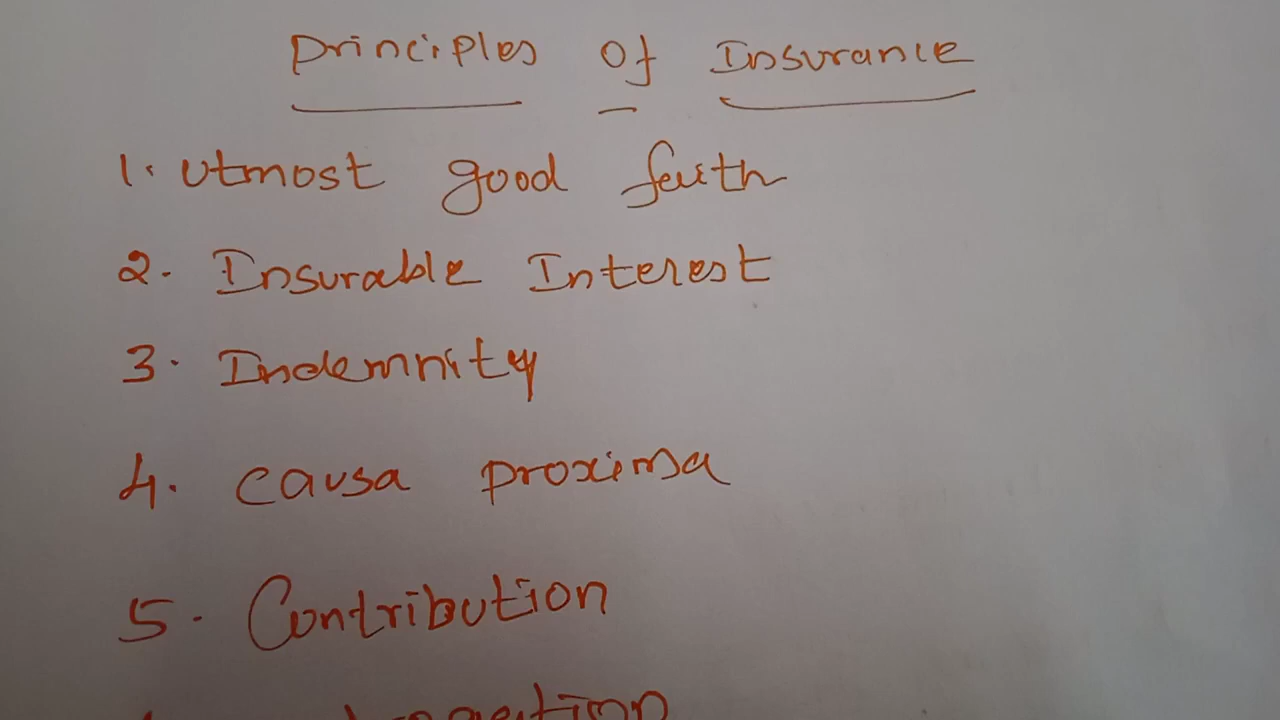 Principles of Insurance
1. Utmost good faith
2. Insurable Interest
3. Indemnity
4. Causa proxima
5. Contribution